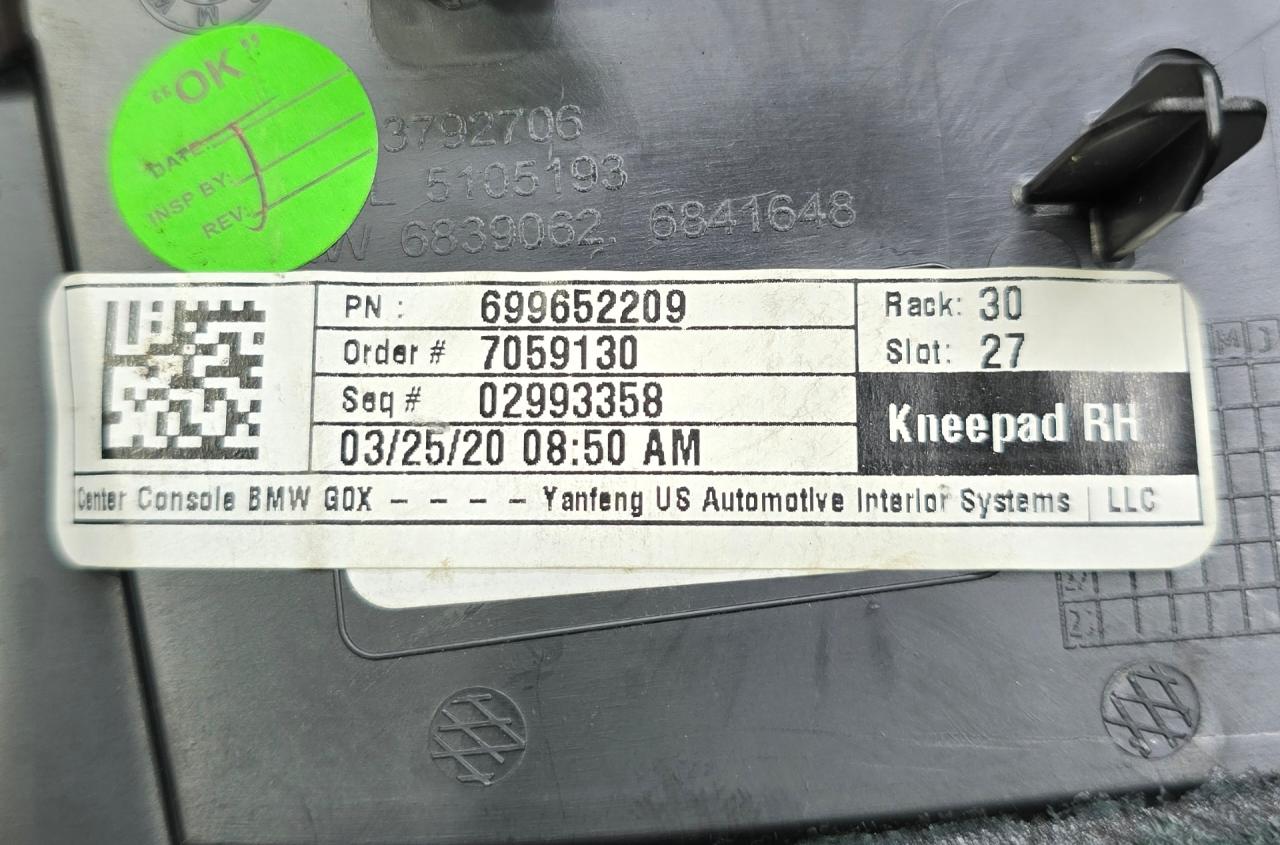 "OK"
DATE:
INSP BY:
REV:
3792706
5105193
6839062, 6841648
PN : 699652209
Rack: 30
Order # 7059130
Slot: 27
Seq # 02993358
Kneepad RH
03/25/20 08:50 AM
Center Console BMW G0X - - - - Yanfeng US Automotive Interior Systems | LLC